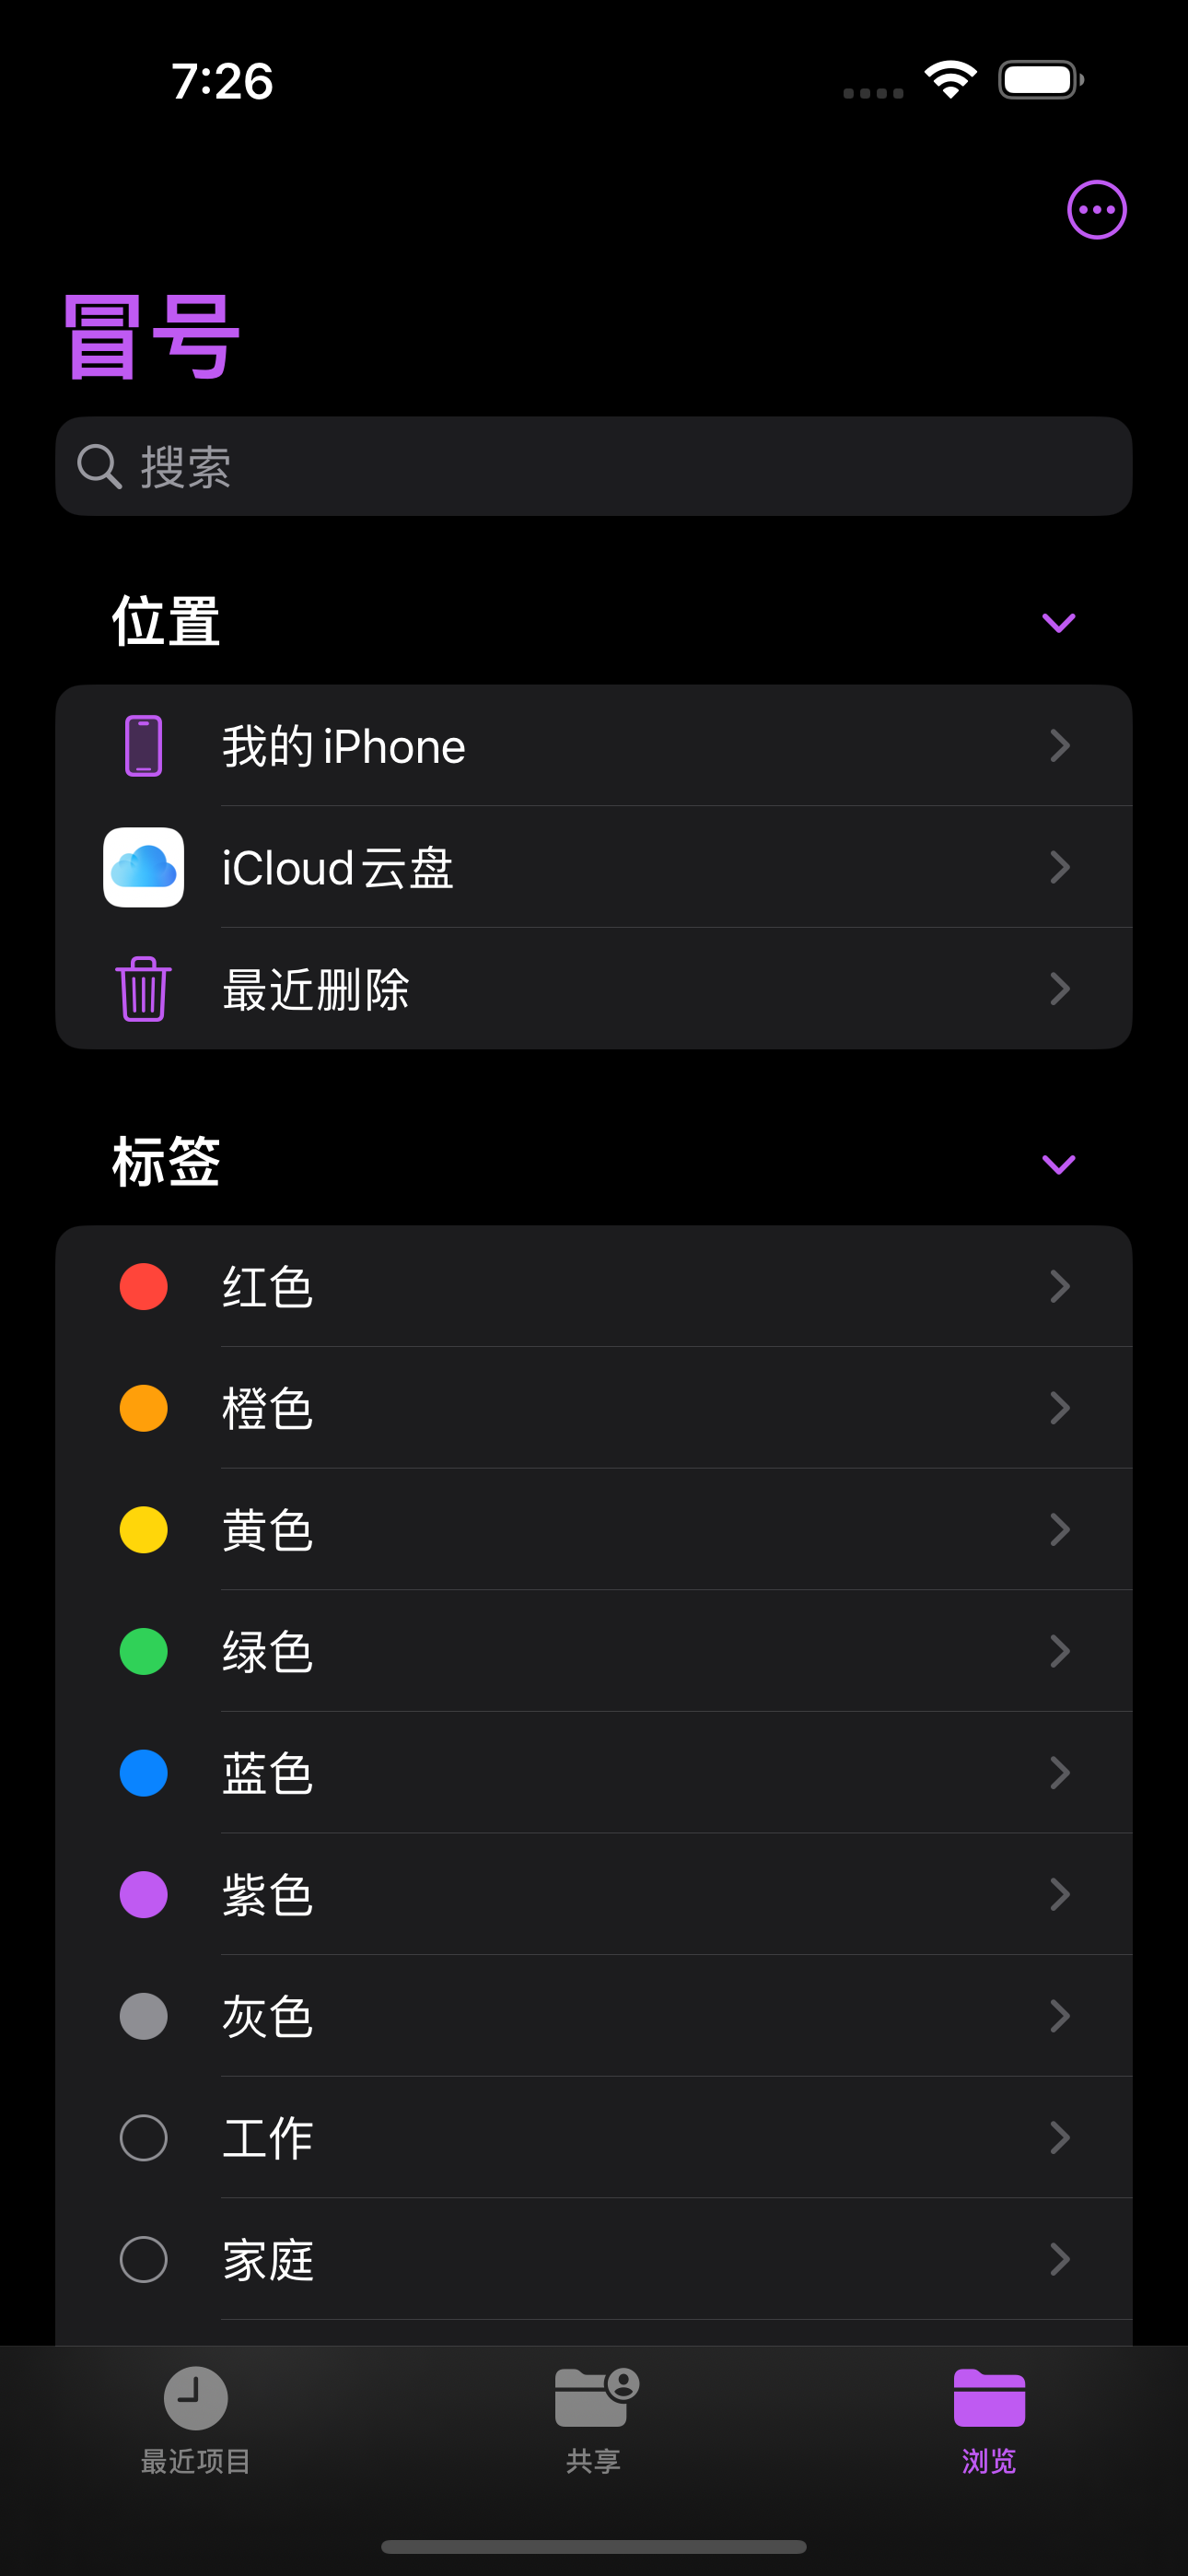 7:26
冒号
搜索
位置
我的 iPhone
iCloud 云盘
最近删除
标签
红色
橙色
黄色
绿色
蓝色
紫色
灰色
工作
家庭
最近项目
共享
浏览